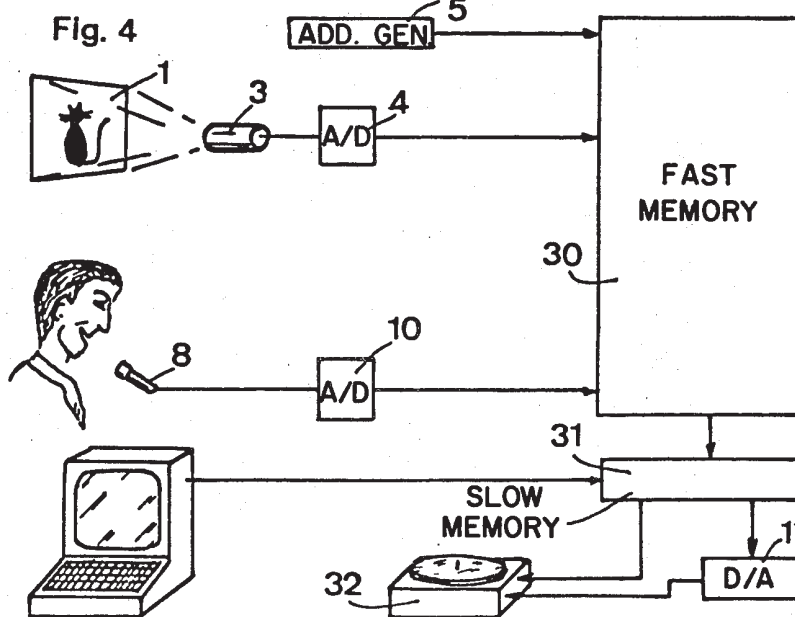 Fig. 4
5
ADD. GEN.
1
3
4
A/D
FAST
MEMORY
30
8
10
A/D
31
SLOW
MEMORY
32
D/A